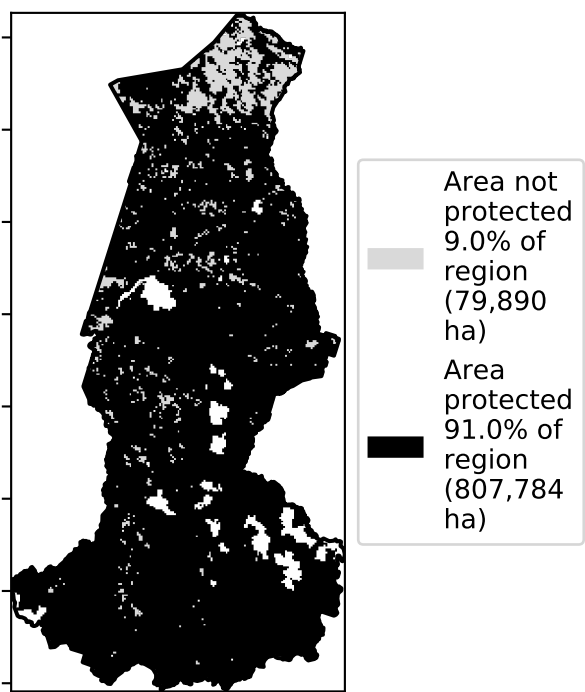 Area not
protected
9.0% of
region
(79,890
ha)
Area
protected
91.0% of
region
(807,784
ha)